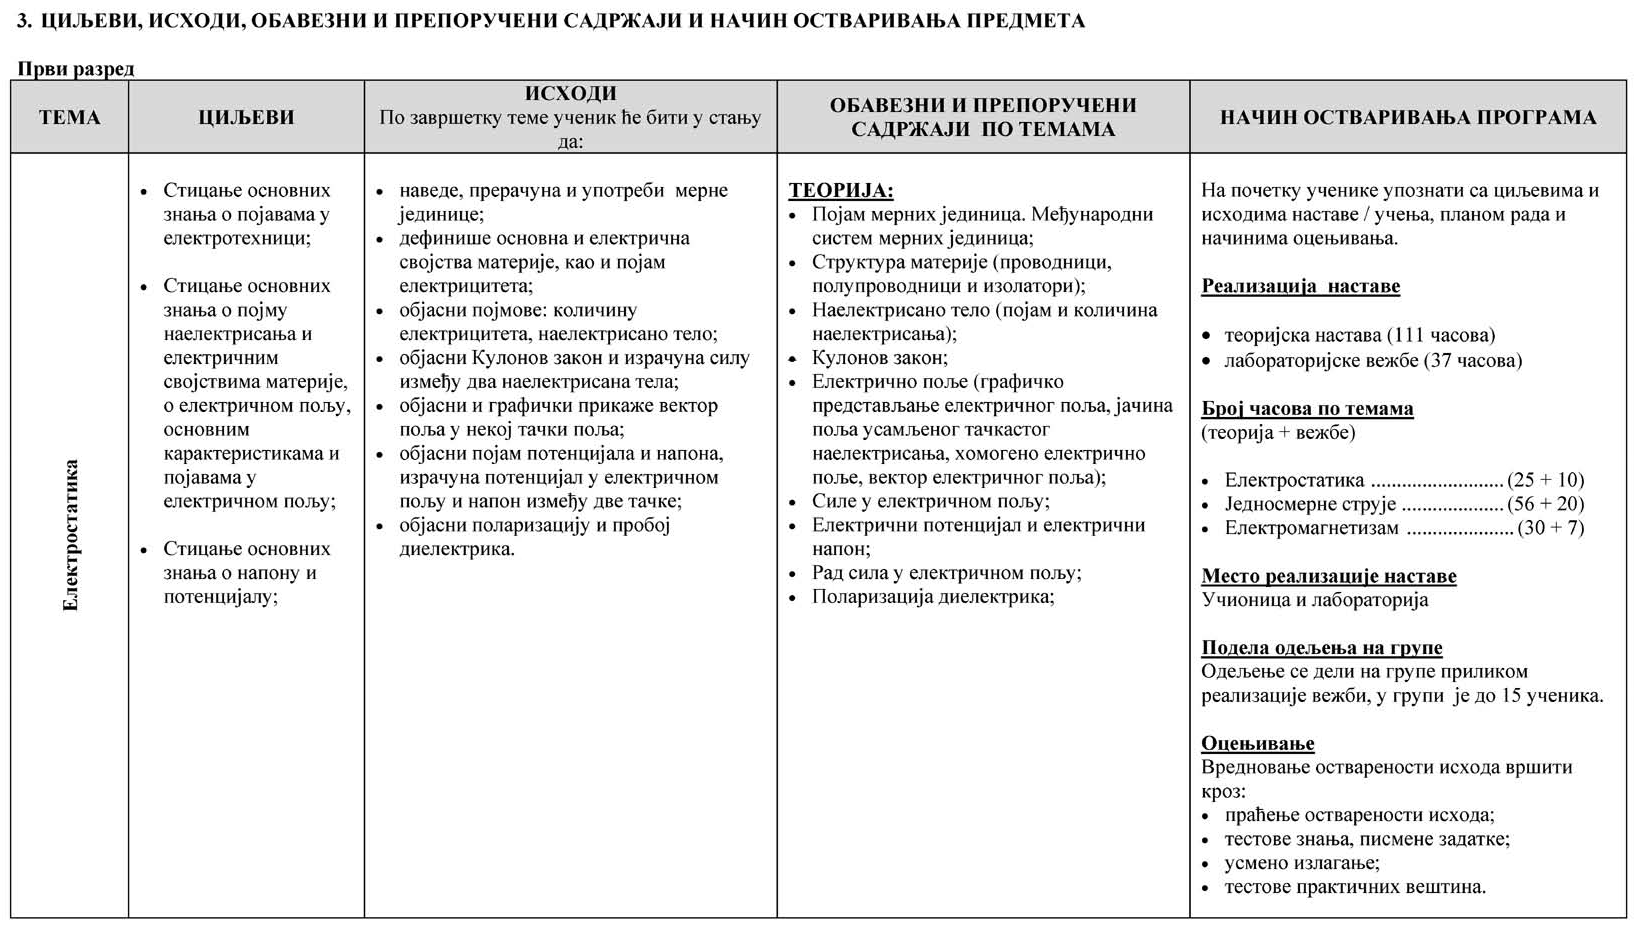 3. ЦИЉЕВИ, ИСХОДИ, ОБАВЕЗНИ И ПРЕПОРУЧЕНИ САДРЖАЈИ И НАЧИН ОСТВАРИВАЊА ПРЕДМЕТА
Први разред
ТЕМА
ЦИЉЕВИ
ИСХОДИ
По завршетку теме ученик ће бити у стању
да:
ОБАВЕЗНИ И ПРЕПОРУЧЕНИ
САДРЖАЈИ ПО ТЕМАМА
НАЧИН ОСТВАРИВАЊА ПРОГРАМА
Електростатика
• Стицање основних
знања о појавама у
електротехници;
• Стицање основних
знања о појму
наелектрисања и
електричним
својствима материје,
о електричном пољу,
основним
карактеристикама и
појавама у
електричном пољу;
• Стицање основних
знања о напону и
потенцијалу;
• наведе, прерачуна и употреби мерне
јединице;
• дефинише основна и електрична
својства материје, као и појам
електрицитета;
• објасни појмове: количину
електрицитета, наелектрисано тело;
• објасни Кулонов закон и израчуна силу
између два наелектрисана тела;
• објасни и графички прикаже вектор
поља у некој тачки поља;
• објасни појам потенцијала и напона,
израчуна потенцијал у електричном
пољу и напон између две тачке;
• објасни поларизацију и пробој
диелектрика.
ТЕОРИЈА:
• Појам мерних јединица. Међународни
систем мерних јединица;
• Структура материје (проводници,
полупроводници и изолатори);
• Наелектрисано тело (појам и количина
наелектрисања);
• Кулонов закон;
• Електрично поље (графичко
представљање електричног поља, јачина
поља усамљеног тачкастог
наелектрисања, хомогено електрично
поље, вектор електричног поља);
• Силе у електричном пољу;
• Електрични потенцијал и електрични
напон;
• Рад сила у електричном пољу;
• Поларизација диелектрика;
На почетку ученике упознати са циљевима и
исходима наставе / учења, планом рада и
начинима оцењивања.
Реализација наставе
• теоријска настава (111 часова)
• лабораторијске вежбе (37 часова)
Број часова по темама
(теорија + вежбе)
• Електростатика .......................... (25 + 10)
• Једносмерне струје .................... (56 + 20)
• Електромагнетизам ..................... (30 + 7)
Место реализације наставе
Учионица и лабораторија
Подела одељења на групе
Одељење се дели на групе приликом
реализације вежби, у групи је до 15 ученика.
Оцењивање
Вредновање остварености исхода вршити
кроз:
• праћење остварености исхода;
• тестове знања, писмене задатке;
• усмено излагање;
• тестове практичних вештина.